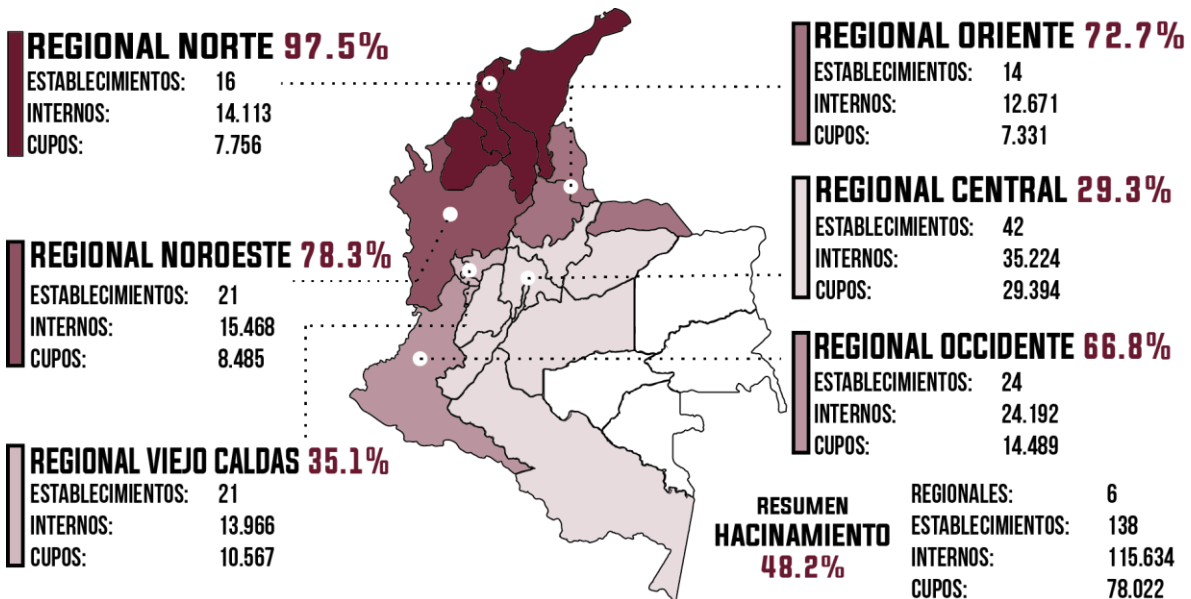 REGIONAL NORTE 97.5%
ESTABLECIMIENTOS: 16
INTERNOS: 14.113
CUPOS: 7.756
REGIONAL NOROESTE 78.3%
ESTABLECIMIENTOS: 21
INTERNOS: 15.468
CUPOS: 8.485
REGIONAL VIEJO CALDAS 35.1%
ESTABLECIMIENTOS: 21
INTERNOS: 13.966
CUPOS: 10.567
REGIONAL ORIENTE 72.7%
ESTABLECIMIENTOS: 14
INTERNOS: 12.671
CUPOS: 7.331
REGIONAL CENTRAL 29.3%
ESTABLECIMIENTOS: 42
INTERNOS: 35.224
CUPOS: 29.394
REGIONAL OCCIDENTE 66.8%
ESTABLECIMIENTOS: 24
INTERNOS: 24.192
CUPOS: 14.489
RESUMEN
HACINAMIENTO
48.2%
REGIONALES: 6
ESTABLECIMIENTOS: 138
INTERNOS: 115.634
CUPOS: 78.022